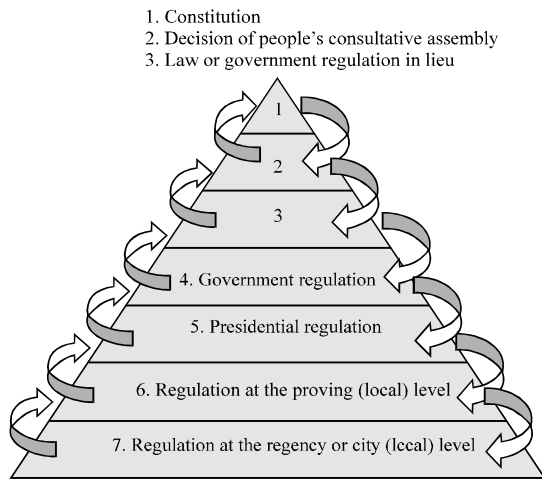 1. Constitution
2. Decision of people's consultative assembly
3. Law or government regulation in lieu
1
2
3
4. Government regulation
5. Presidential regulation
6. Regulation at the proving (local) level
7. Regulation at the regency or city (lccal) level